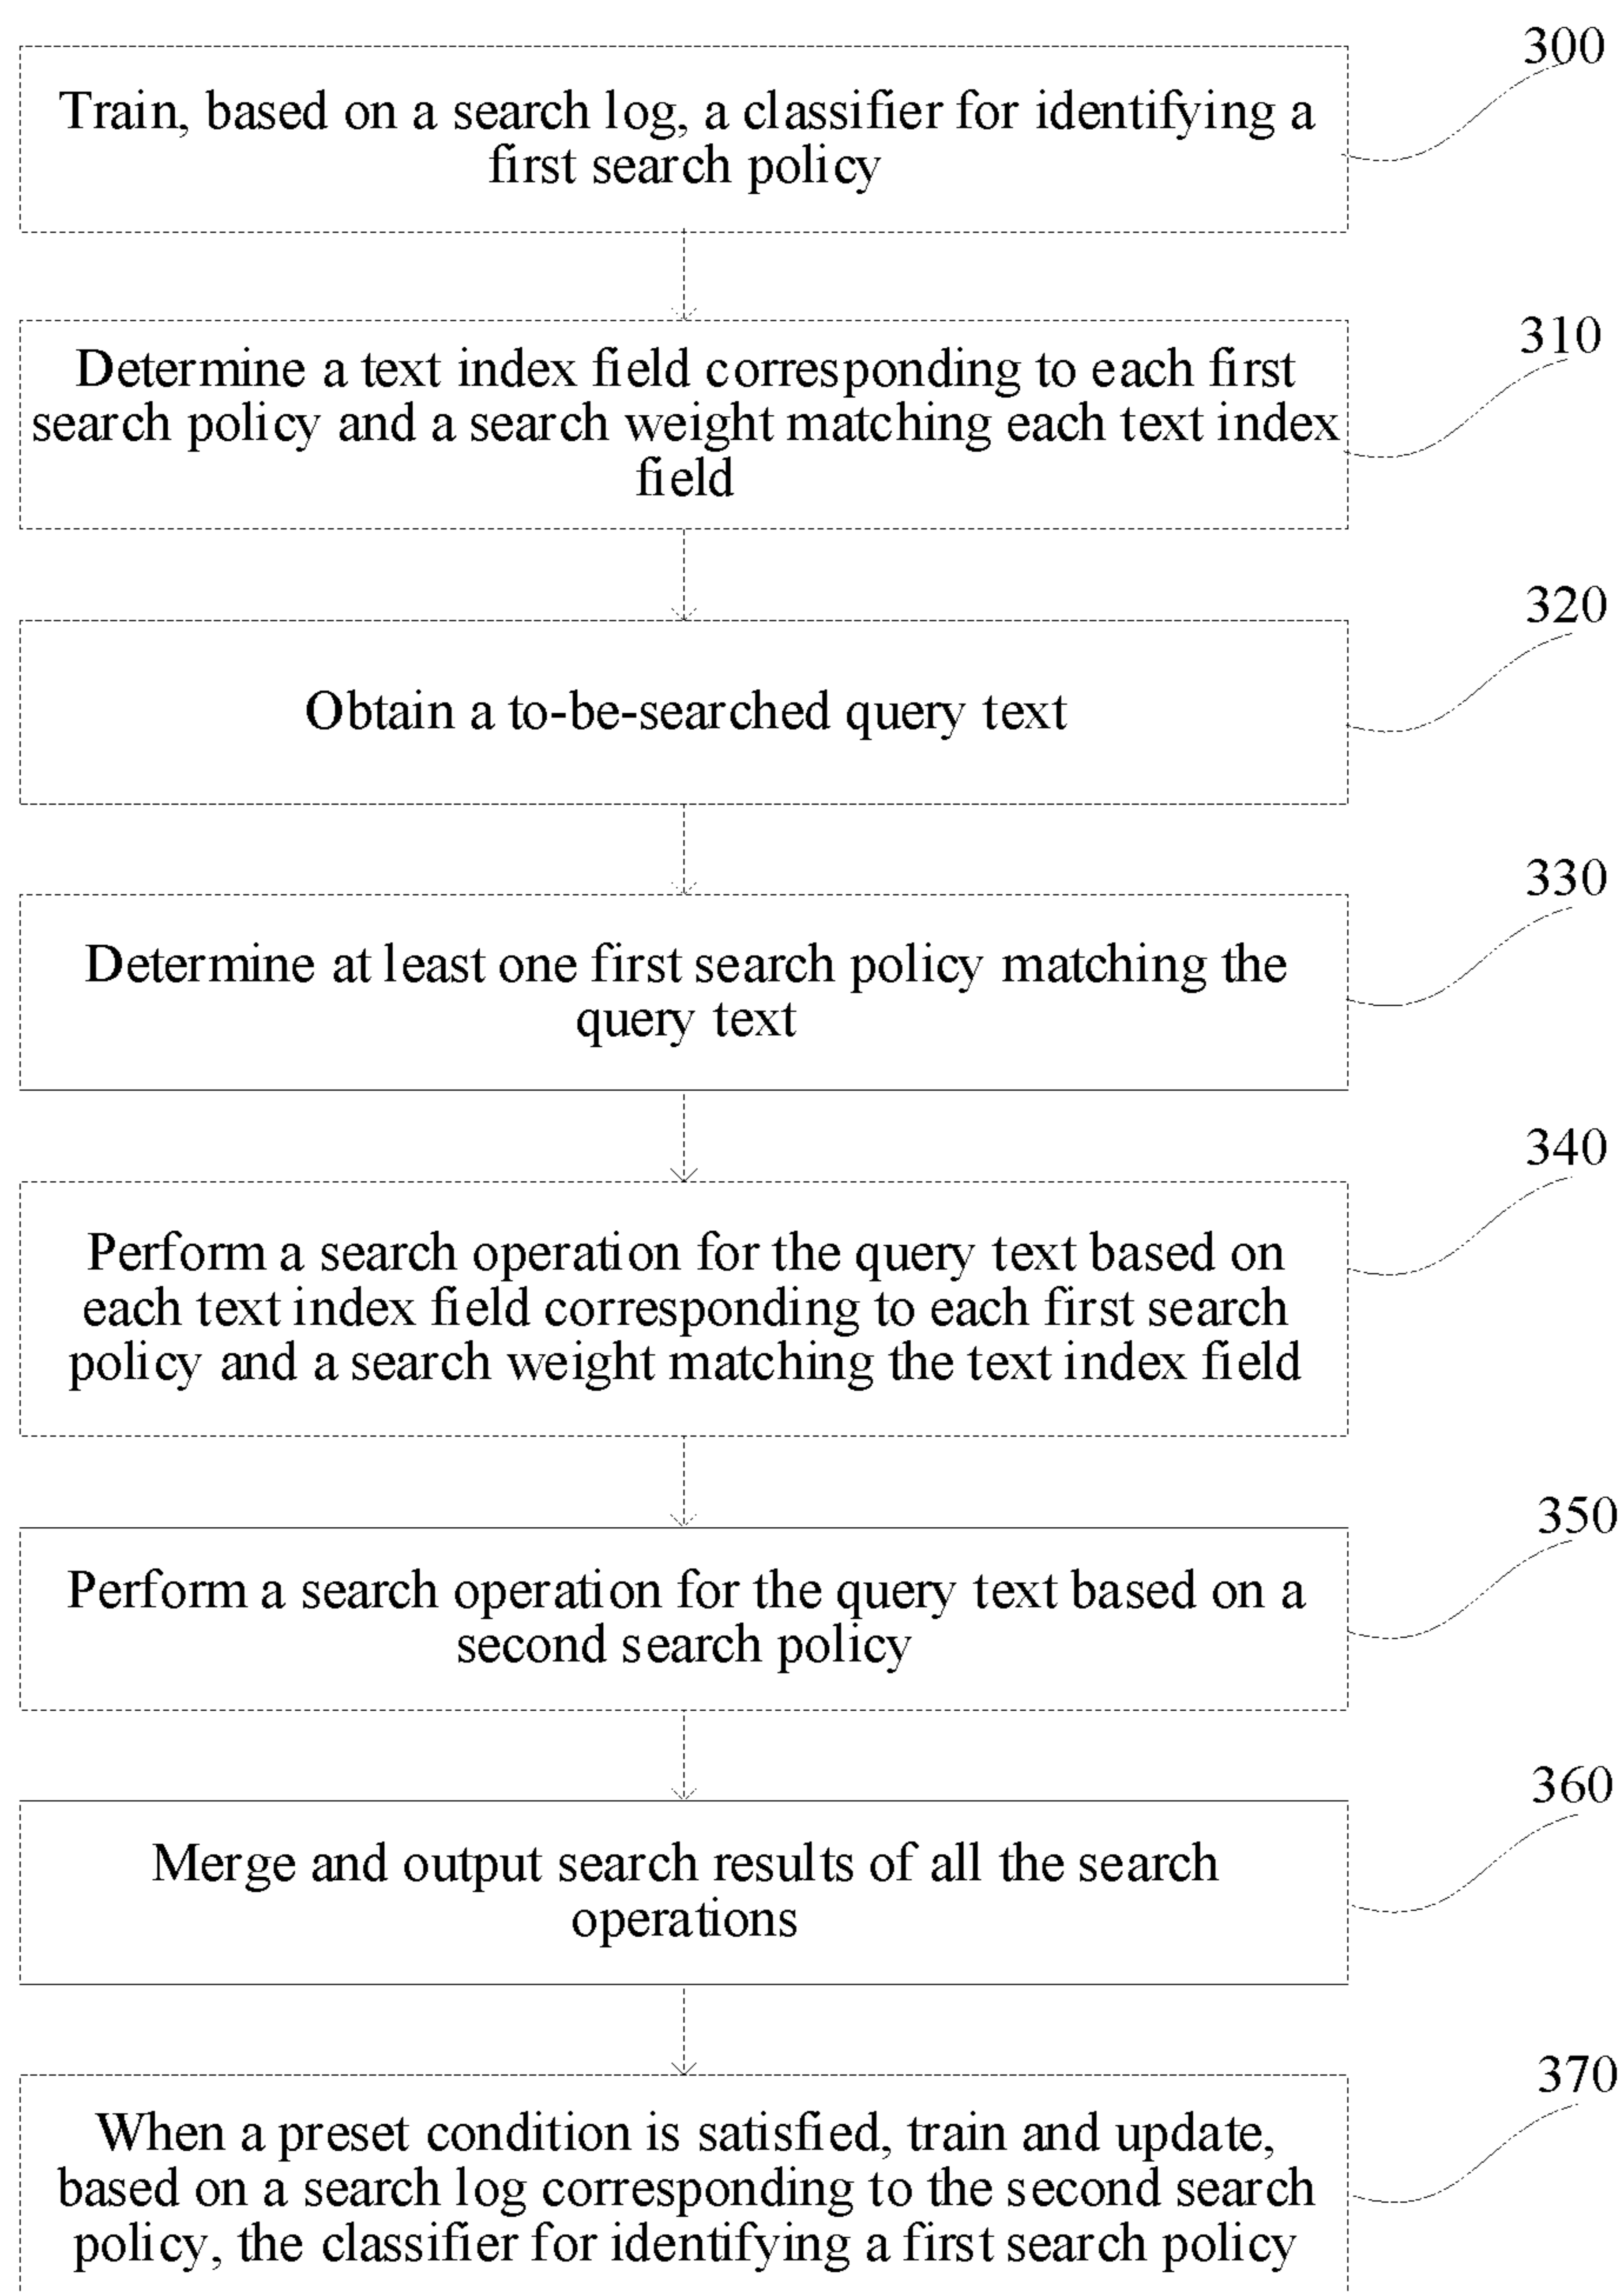 300
Train, based on a search log, a classifier for identifying a
first search policy
310
Determine a text index field corresponding to each first
search policy and a search weight matching each text index
field
320
Obtain a to-be-searched query text
330
Determine at least one first search policy matching the
query text
340
Perform a search operation for the query text based on
each text index field corresponding to each first search
policy and a search weight matching the text index field
350
Perform a search operation for the query text based on a
second search policy
360
Merge and output search results of all the search
operations
370
When a preset condition is satisfied, train and update,
based on a search log corresponding to the second search
policy, the classifier for identifying a first search policy